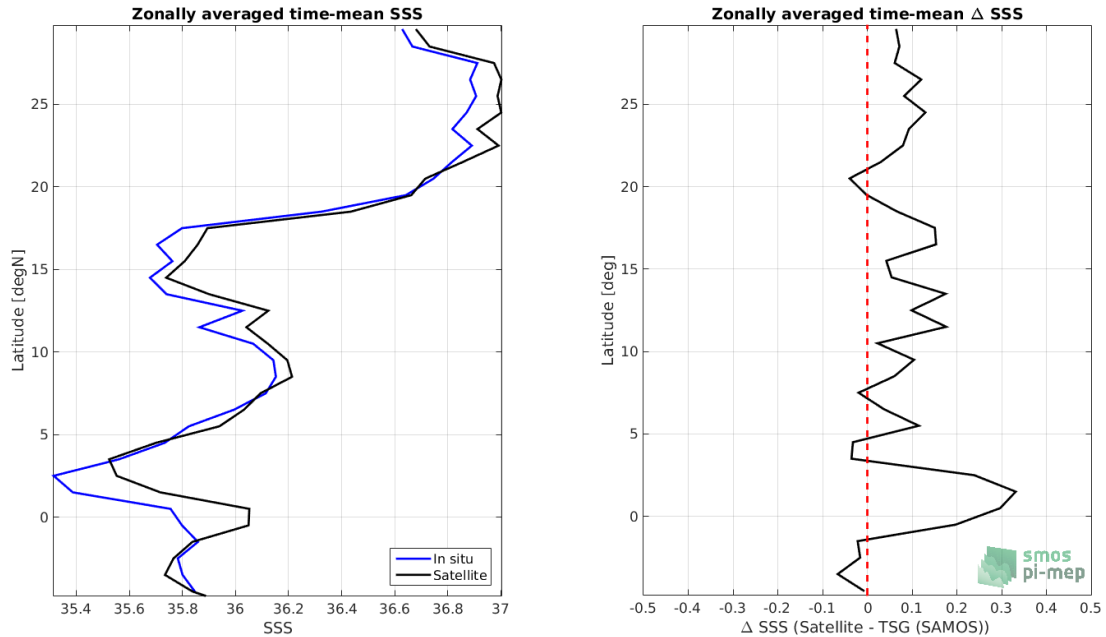 Zonally averaged time-mean SSS
Latitude [degN]
25
20
15
10
5
0
35.4 35.6 35.8 36 36.2 36.4 36.6 36.8 37
SSS
In situ
Satellite
Zonally averaged time-mean Δ SSS
Latitude [deg]
25
20
15
10
5
0
-0.5 -0.4 -0.3 -0.2 -0.1 0 0.1 0.2 0.3 0.4 0.5
Δ SSS (Satellite - TSG (SAMOS))
smos
pi-mep